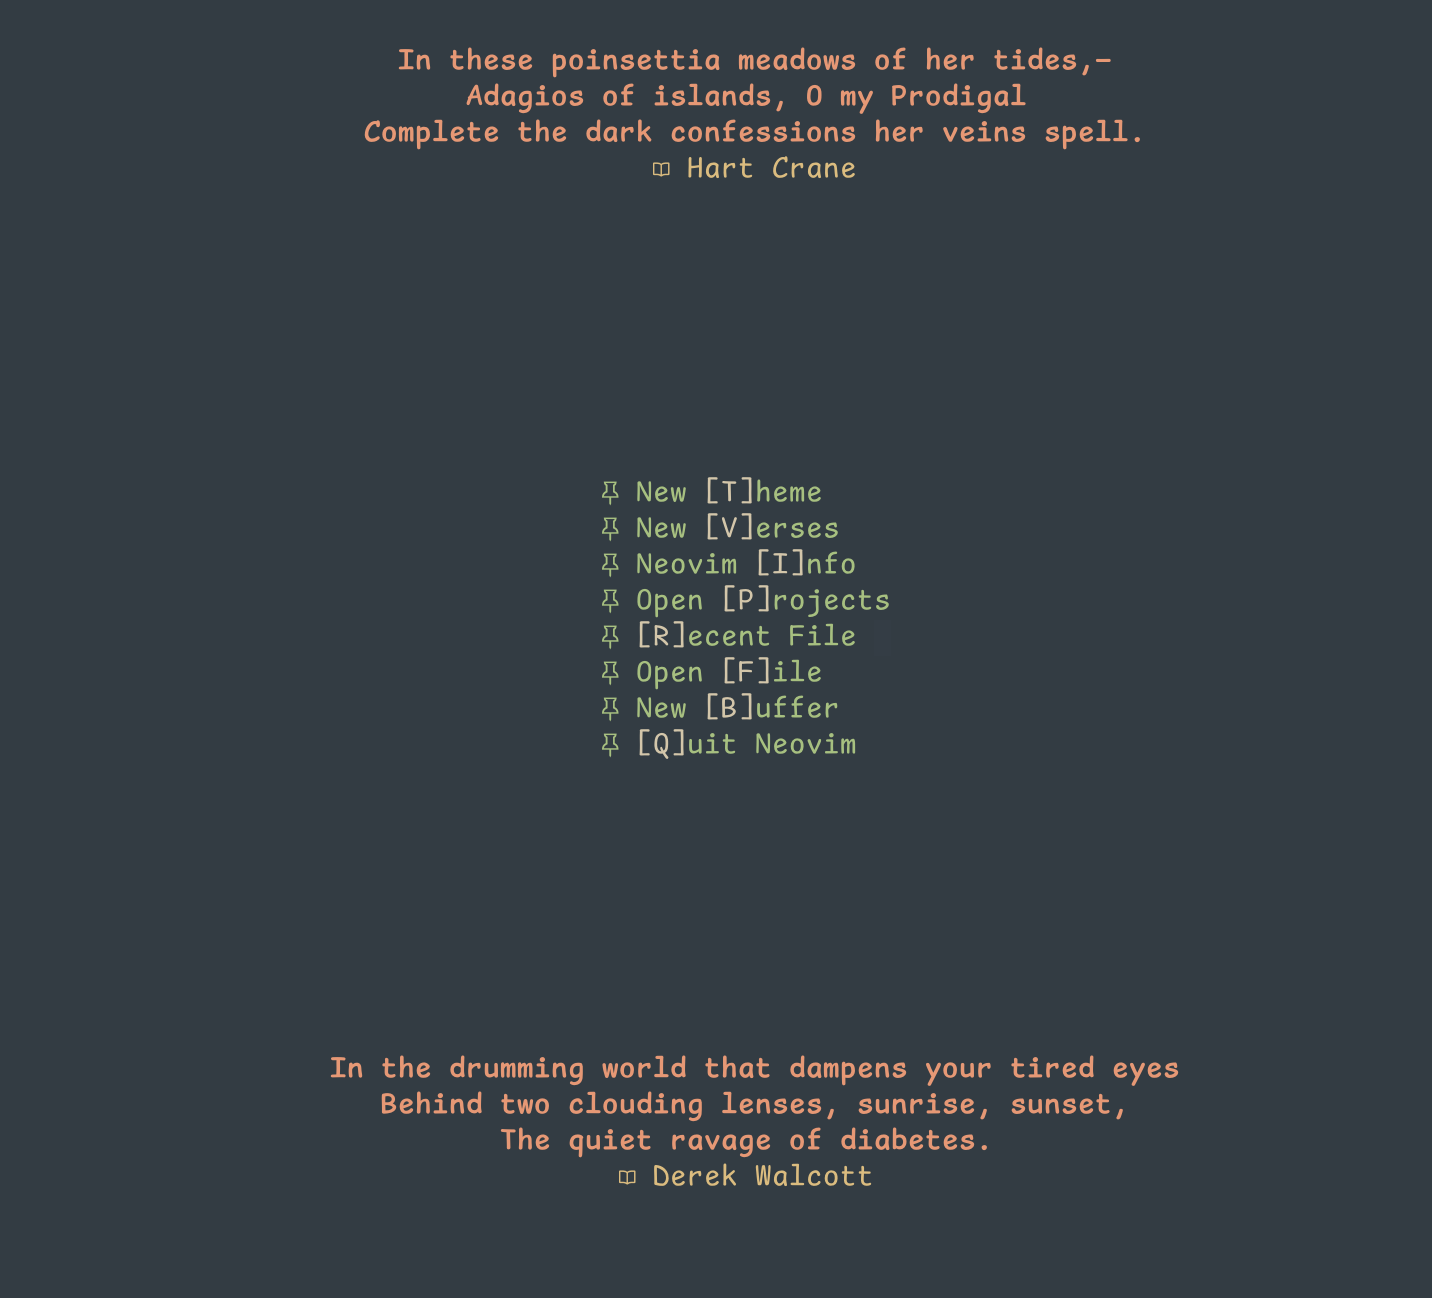 In these poinsettia meadows of her tides,—
Adagios of islands, O my Prodigal
Complete the dark confessions her veins spell.
Hart Crane
New [T]heme
New [V]erses
Neovim [I]nfo
Open [P]rojects
[R]ecent File
Open [F]ile
New [B]uffer
[Q]uit Neovim
In the drumming world that dampens your tired eyes
Behind two clouding lenses, sunrise, sunset,
The quiet ravage of diabetes.
Derek Walcott